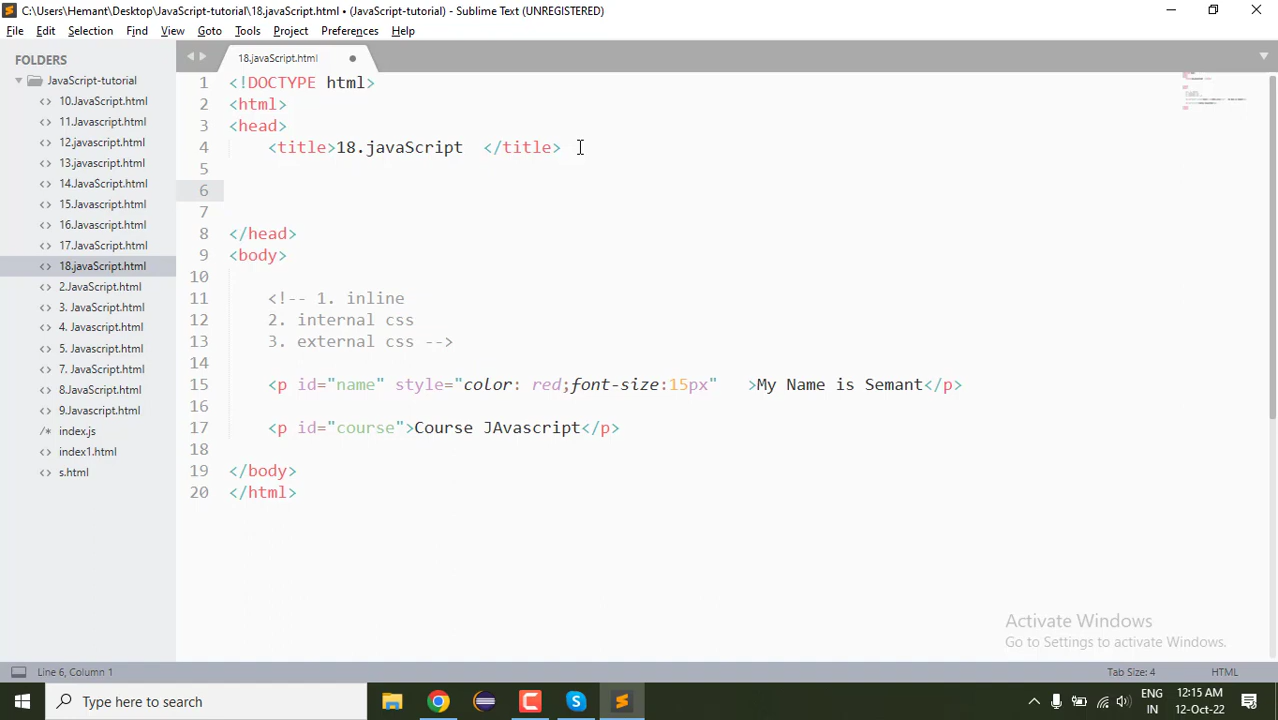 C:\Users\Hemant\Desktop\JavaScript-tutorial\18.javaScript.html • (JavaScript-tutorial) - Sublime Text (UNREGISTERED)
File Edit Selection Find View Goto Tools Project Preferences Help
FOLDERS
JavaScript-tutorial
10.JavaScript.html
11.Javascript.html
12.javascript.html
13.javascript.html
14.JavaScript.html
15.Javascript.html
16.Javascript.html
17.JavaScript.html
18.javaScript.html
2.JavaScript.html
3. JavaScript.html
4. Javascript.html
5. Javascript.html
7. JavaScript.html
8.JavaScript.html
9.Javascript.html
index.js
index1.html
s.html
18.javaScript.html
1 <!DOCTYPE html>
2 <html>
3 <head>
4 <title>18.javaScript  </title>
5
6
7
8 </head>
9 <body>
10
11 <!-- 1. inline
12 2. internal css
13 3. external css -->
14
15 <p id="name" style="color: red;font-size:15px"   >My Name is Semant</p>
16
17 <p id="course">Course JAvascript</p>
18
19 </body>
20 </html>
Activate Windows
Go to Settings to activate Windows.
Line 6, Column 1
Tab Size: 4
HTML
Type here to search
ENG
IN
12:15 AM
12-Oct-22